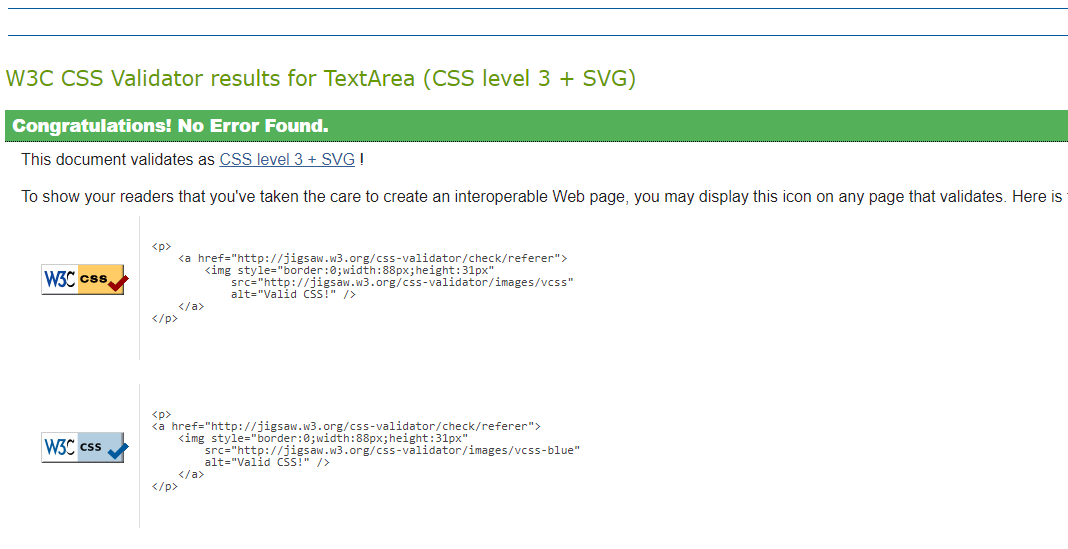 W3C CSS Validator results for TextArea (CSS level 3 + SVG)
Congratulations! No Error Found.
This document validates as CSS level 3 + SVG !
To show your readers that you've taken the care to create an interoperable Web page, you may display this icon on any page that validates. Here is
W3C css
<p>
<a href="http://jigsaw.w3.org/css-validator/check/referer">
<img style="border:0;width:88px;height:31px"
src="http://jigsaw.w3.org/css-validator/images/vcss"
alt="Valid CSS!" />
</a>
</p>
W3C css
<p>
<a href="http://jigsaw.w3.org/css-validator/check/referer">
<img style="border:0;width:88px;height:31px"
src="http://jigsaw.w3.org/css-validator/images/vcss-blue"
alt="Valid CSS!" />
</a>
</p>